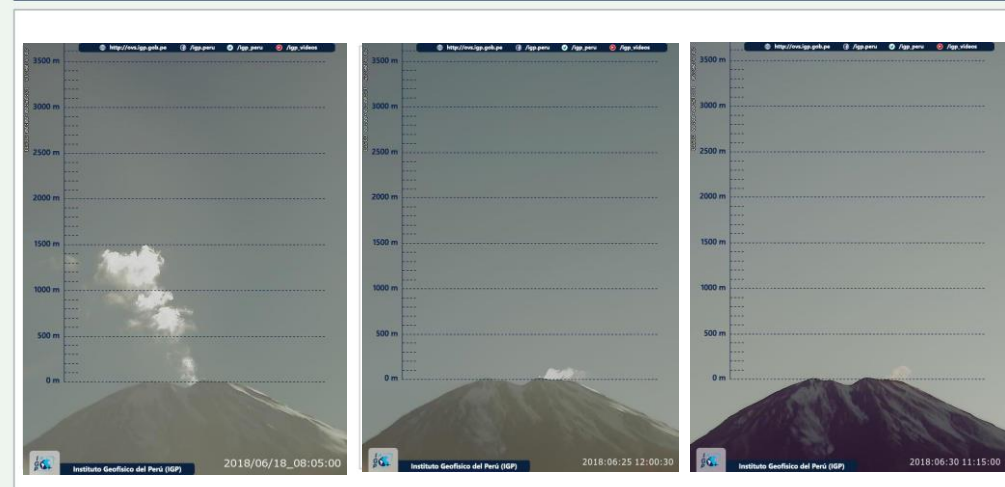 http://ovs.igp.gob.pe /igp.peru /igp_peru /igp_videos
3500 m
3000 m
2500 m
2000 m
1500 m
1000 m
500 m
0 m
Instituto Geofísico del Perú (IGP)
2018/06/18_08:05:00
http://ovs.igp.gob.pe /igp.peru /igp_peru /igp_videos
3500 m
3000 m
2500 m
2000 m
1500 m
1000 m
500 m
0 m
Instituto Geofísico del Perú (IGP)
2018:06:25 12:00:30
http://ovs.igp.gob.pe /igp.peru /igp_peru /igp_videos
3500 m
3000 m
2500 m
2000 m
1500 m
1000 m
500 m
0 m
Instituto Geofísico del Perú (IGP)
2018:06:30 11:15:00